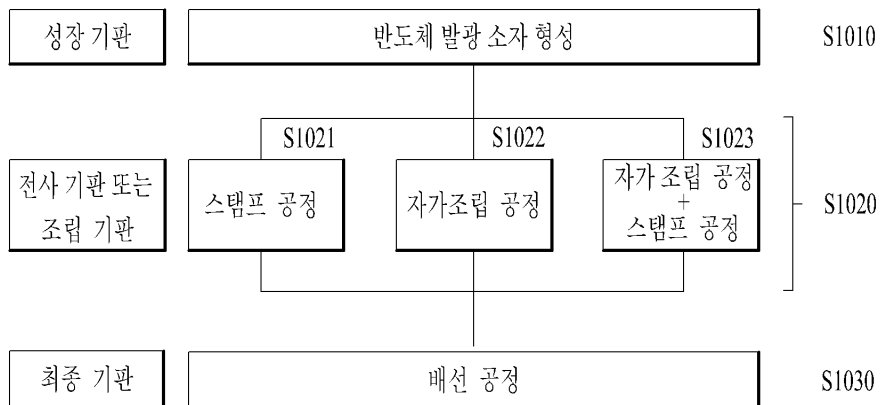 성장 기판
반도체 발광 소자 형성
S1010
S1021
S1022
S1023
전사 기판 또는
조립 기판
스탬프 공정
자가조립 공정
자가 조립 공정
+
스탬프 공정
S1020
최종 기판
배선 공정
S1030